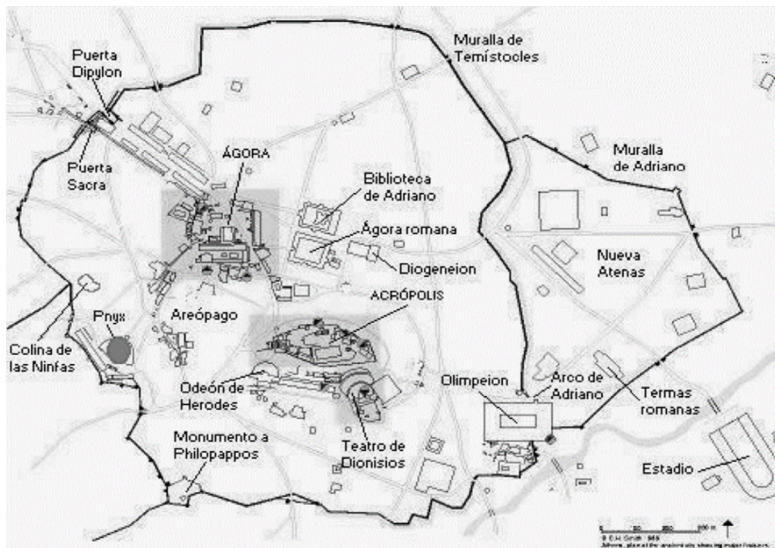 Puerta
Dipylon
Muralla de
Temístocles
Puerta
Sacra
ÁGORA
Muralla
de Adriano
Biblioteca
de Adriano
Ágora romana
Diogeneion
Nueva
Atenas
ACRÓPOLIS
Areópago
Pnyx
Colina de
las Ninfas
Odeón de
Herodes
Olimpeion
Arco de
Adriano
Termas
romanas
Monumento a
Philopappos
Teatro de
Dionisios
Estadio